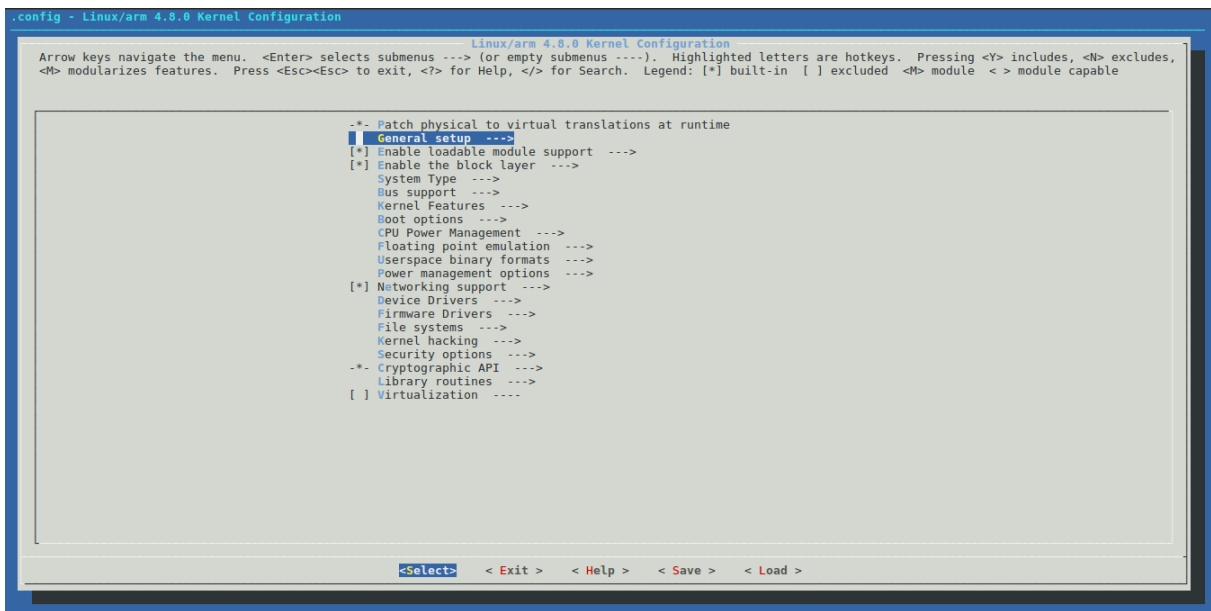 .config - Linux/arm 4.8.0 Kernel Configuration
Linux/arm 4.8.0 Kernel Configuration
Arrow keys navigate the menu.  <Enter> selects submenus ---> (or empty submenus ----).  Highlighted letters are hotkeys.  Pressing <Y> includes, <N> excludes,
<M> modularizes features.  Press <Esc><Esc> to exit, <?> for Help, </> for Search.  Legend: [*] built-in  [ ] excluded  <M> module  < > module capable
-*- Patch physical to virtual translations at runtime
General setup  --->
[*] Enable loadable module support  --->
[*] Enable the block layer  --->
System Type  --->
Bus support  --->
Kernel Features  --->
Boot options  --->
CPU Power Management  --->
Floating point emulation  --->
Userspace binary formats  --->
Power management options  --->
[*] Networking support  --->
Device Drivers  --->
Firmware Drivers  --->
File systems  --->
Kernel hacking  --->
Security options  --->
-*- Cryptographic API  --->
Library routines  --->
[ ] Virtualization  ----
<Select>    < Exit >    < Help >    < Save >    < Load >